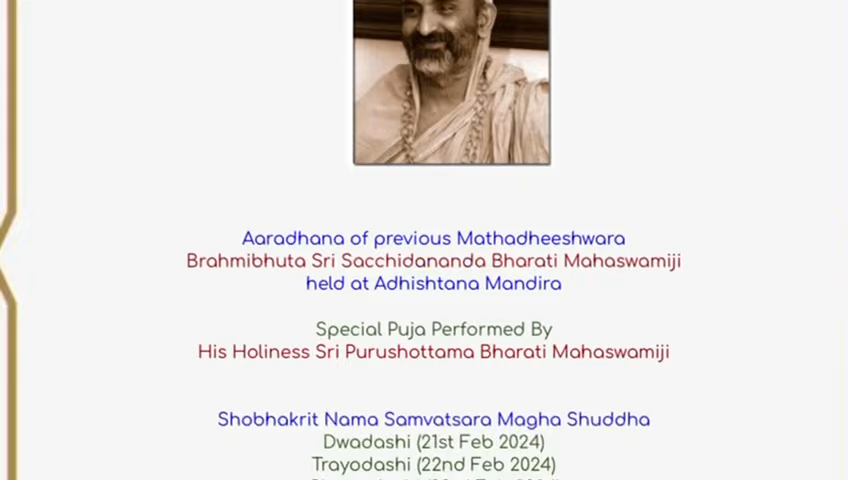 Aaradhana of previous Mathadheeshwara
Brahmibhuta Sri Sacchidananda Bharati Mahaswamiji
held at Adhishtana Mandira
Special Puja Performed By
His Holiness Sri Purushottama Bharati Mahaswamiji
Shobhakrit Nama Samvatsara Magha Shuddha
Dwadashi (21st Feb 2024)
Trayodashi (22nd Feb 2024)